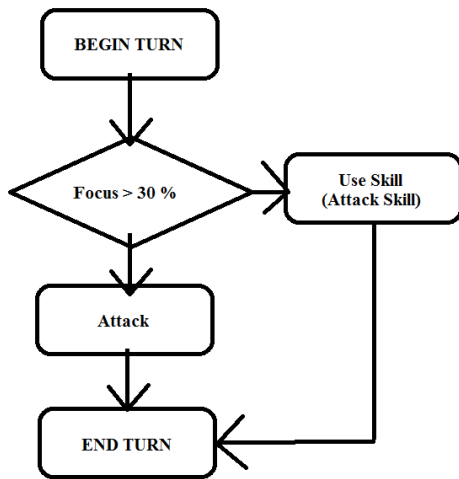 BEGIN TURN
Focus > 30 %
Use Skill
(Attack Skill)
Attack
END TURN